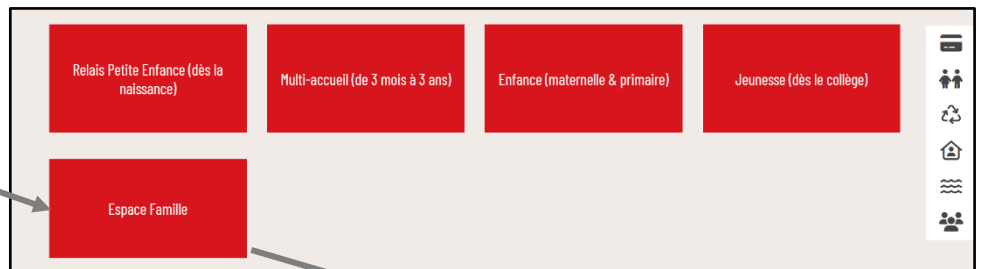 Relais Petite Enfance (dès la
naissance)
Multi-accueil (de 3 mois à 3 ans)
Enfance (maternelle & primaire)
Jeunesse (dès le collège)
Espace Famille